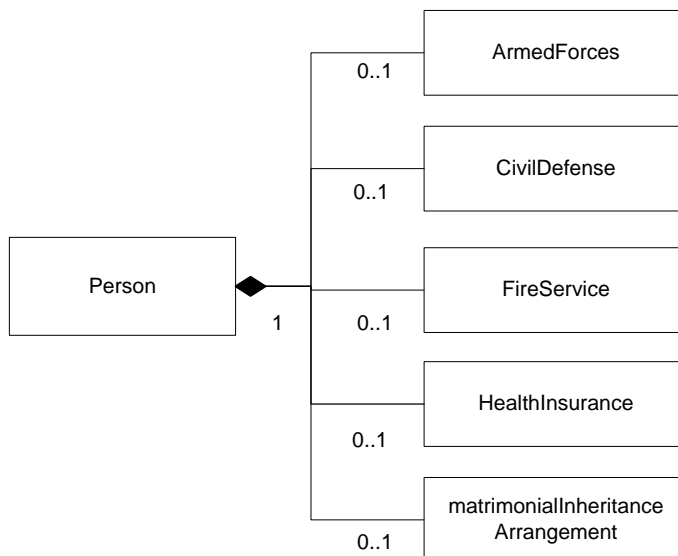 ArmedForces
0..1
CivilDefense
0..1
Person
FireService
1
0..1
HealthInsurance
0..1
matrimonialInheritance
Arrangement
0..1